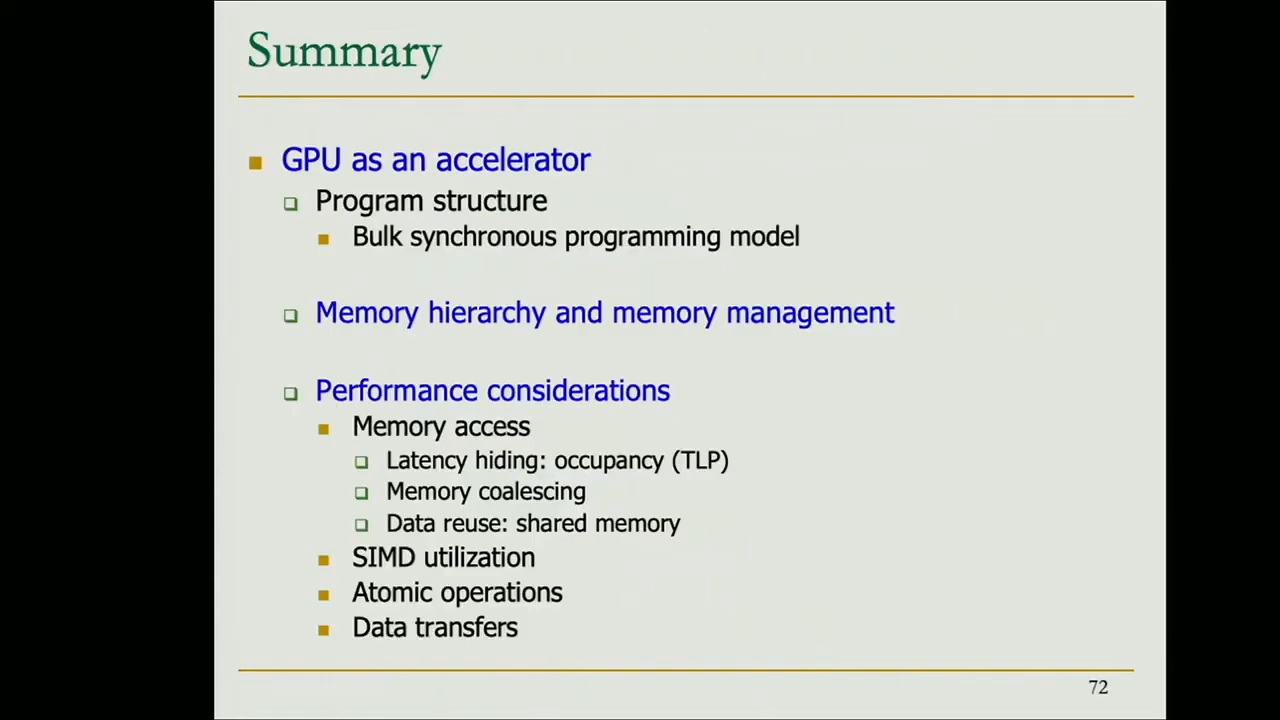 Summary
GPU as an accelerator
Program structure
Bulk synchronous programming model
Memory hierarchy and memory management
Performance considerations
Memory access
Latency hiding: occupancy (TLP)
Memory coalescing
Data reuse: shared memory
SIMD utilization
Atomic operations
Data transfers
72